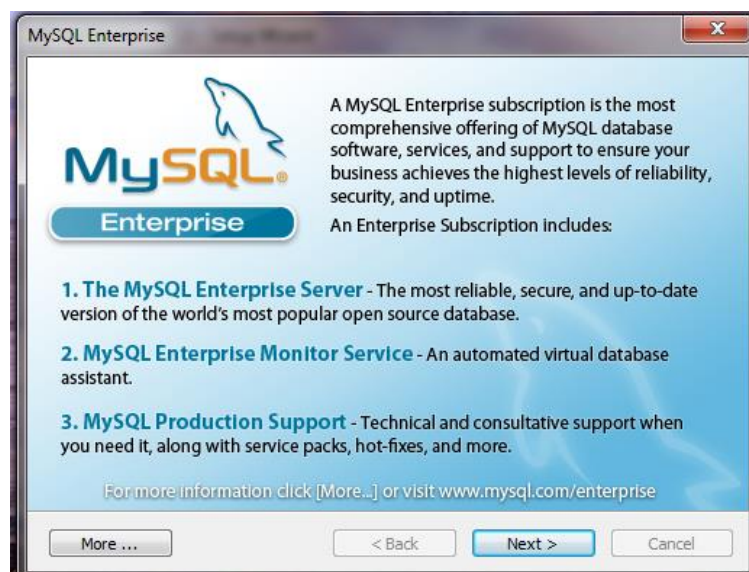 MySQL Enterprise
A MySQL Enterprise subscription is the most
comprehensive offering of MySQL database
software, services, and support to ensure your
business achieves the highest levels of reliability,
security, and uptime.
An Enterprise Subscription includes:
MySQL®
Enterprise
1. The MySQL Enterprise Server - The most reliable, secure, and up-to-date
version of the world's most popular open source database.
2. MySQL Enterprise Monitor Service - An automated virtual database
assistant.
3. MySQL Production Support - Technical and consultative support when
you need it, along with service packs, hot-fixes, and more.
For more information click [More...] or visit www.mysql.com/enterprise
More ... < Back Next > Cancel